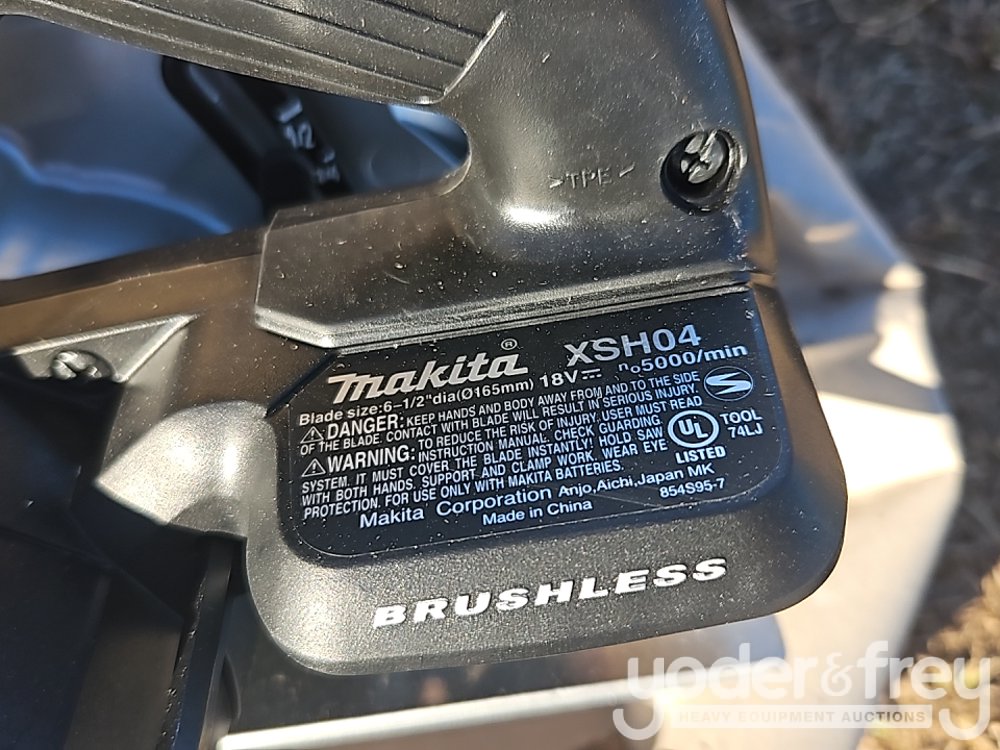 >TPE<
makita®
XSH04
Blade size:6-1/2"dia(Ø165mm) 18V⎓ n₀5000/min
⚠DANGER: KEEP HANDS AND BODY AWAY FROM AND TO THE SIDE
OF THE BLADE. CONTACT WITH BLADE WILL RESULT IN SERIOUS INJURY.
⚠WARNING: TO REDUCE THE RISK OF INJURY,USER MUST READ
INSTRUCTION MANUAL. CHECK GUARDING
SYSTEM. IT MUST COVER THE BLADE INSTANTLY! HOLD SAW
WITH BOTH HANDS. SUPPORT AND CLAMP WORK. WEAR EYE
PROTECTION. FOR USE ONLY WITH MAKITA BATTERIES.
UL
LISTED
TOOL
74LJ
Makita Corporation Anjo,Aichi,Japan MK
Made in China
854S95-7
BRUSHLESS
yoder&frey
HEAVY EQUIPMENT AUCTIONS